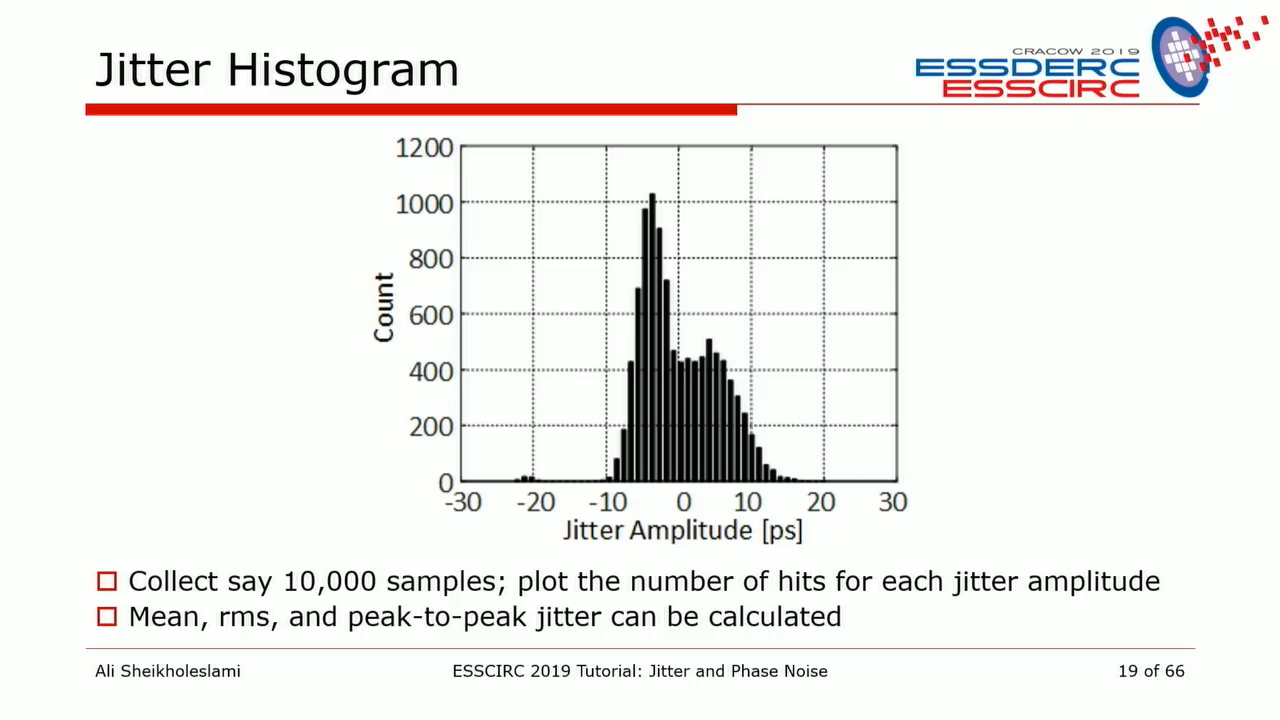 Jitter Histogram
CRACOW 2019
ESSDERC
ESSCIRC
1200
1000
800
600
400
200
0
Count
-30 -20 -10 0 10 20 30
Jitter Amplitude [ps]
Collect say 10,000 samples; plot the number of hits for each jitter amplitude
Mean, rms, and peak-to-peak jitter can be calculated
Ali Sheikholeslami ESSCIRC 2019 Tutorial: Jitter and Phase Noise 19 of 66